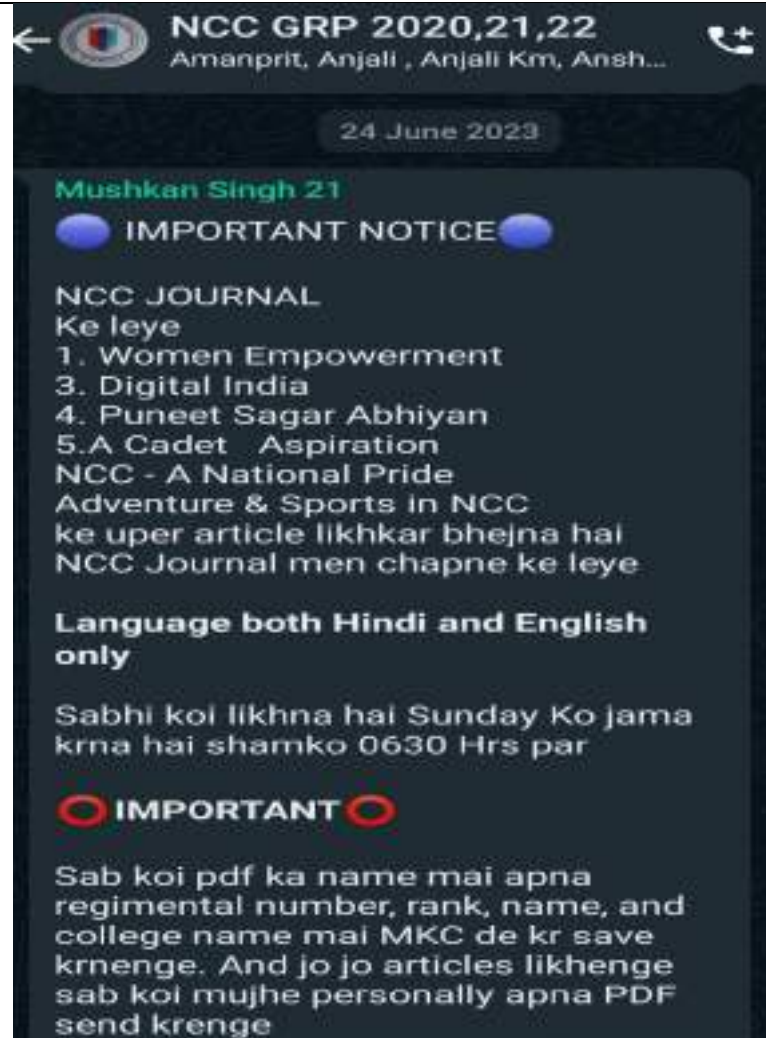 NCC GRP 2020,21,22
Amanprit, Anjali , Anjali Km, Ansh...
24 June 2023
Mushkan Singh 21
🔵 IMPORTANT NOTICE🔵
NCC JOURNAL
Ke leye
1. Women Empowerment
3. Digital India
4. Puneet Sagar Abhiyan
5.A Cadet   Aspiration
NCC - A National Pride
Adventure & Sports in NCC
ke uper article likhkar bhejna hai
NCC Journal men chapne ke leye
Language both Hindi and English
only
Sabhi koi likhna hai Sunday Ko jama
krna hai shamko 0630 Hrs par
⭕IMPORTANT⭕
Sab koi pdf ka name mai apna
regimental number, rank, name, and
college name mai MKC de kr save
krnenge. And jo jo articles likhenge
sab koi mujhe personally apna PDF
send krenge